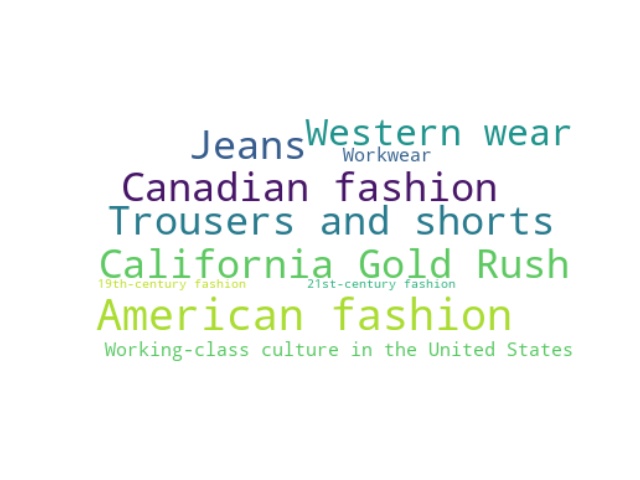 Jeans Western wear
Workwear
Canadian fashion
Trousers and shorts
California Gold Rush
19th-century fashion 21st-century fashion
American fashion
Working-class culture in the United States